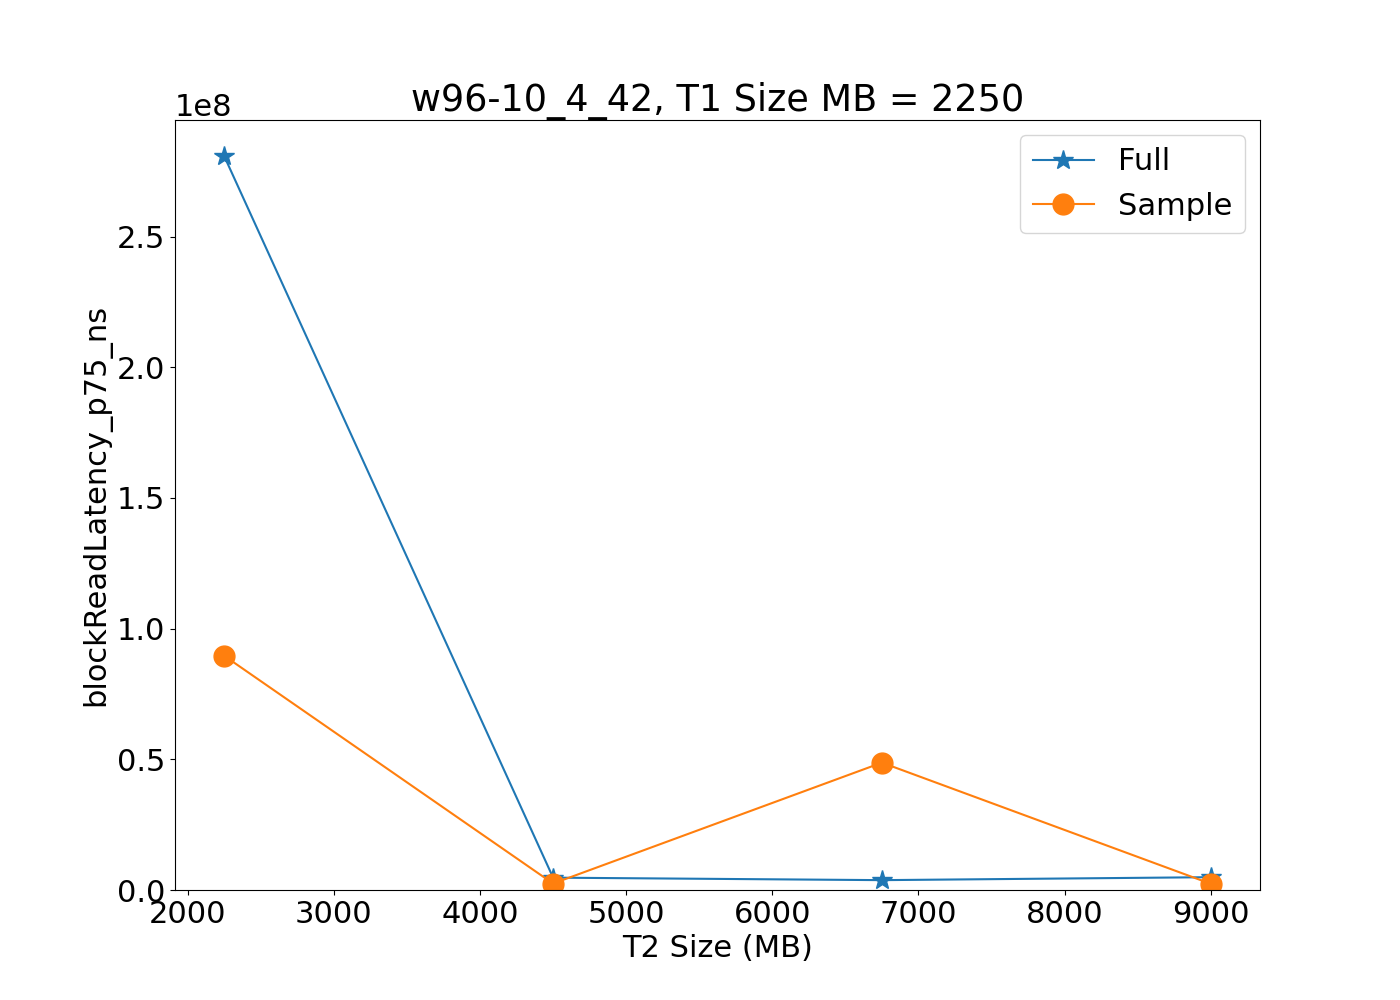 w96-10_4_42, T1 Size MB = 2250
1e8
Full
Sample
2.5
2.0
1.5
1.0
0.5
0.0
blockReadLatency_p75_ns
2000 3000 4000 5000 6000 7000 8000 9000
T2 Size (MB)